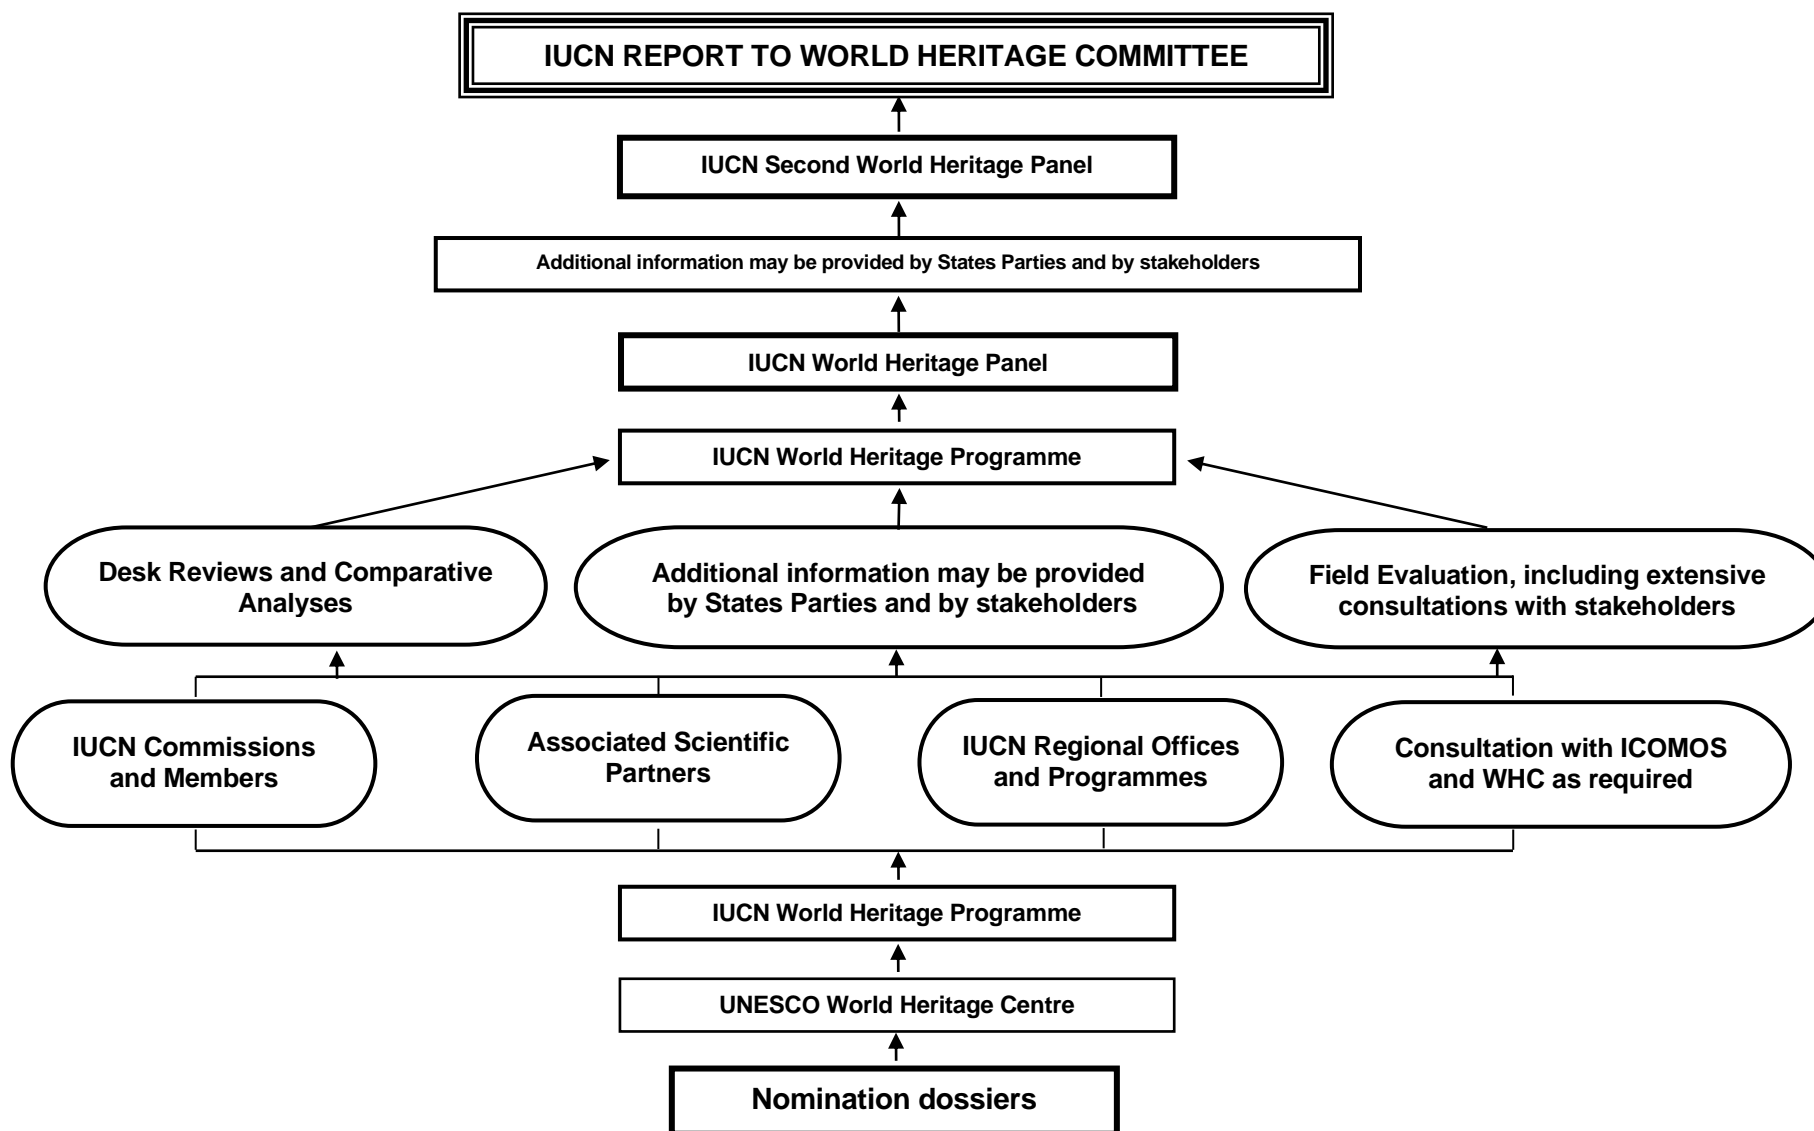 IUCN REPORT TO WORLD HERITAGE COMMITTEE
IUCN Second World Heritage Panel
Additional information may be provided by States Parties and by stakeholders
IUCN World Heritage Panel
IUCN World Heritage Programme
Desk Reviews and Comparative
Analyses
Additional information may be provided
by States Parties and by stakeholders
Field Evaluation, including extensive
consultations with stakeholders
IUCN Commissions
and Members
Associated Scientific
Partners
IUCN Regional Offices
and Programmes
Consultation with ICOMOS
and WHC as required
IUCN World Heritage Programme
UNESCO World Heritage Centre
Nomination dossiers